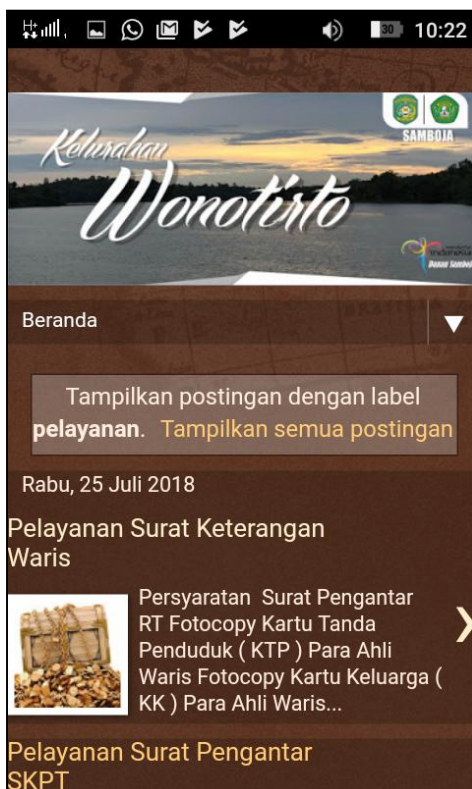 H+
30
10:22
SAMBOJA
Kelurahan
Wonotirto
Beranda
Tampilkan postingan dengan label
pelayanan. Tampilkan semua postingan
Rabu, 25 Juli 2018
Pelayanan Surat Keterangan
Waris
Persyaratan Surat Pengantar
RT Fotocopy Kartu Tanda
Penduduk ( KTP ) Para Ahli
Waris Fotocopy Kartu Keluarga (
KK ) Para Ahli Waris...
Pelayanan Surat Pengantar
SKPT